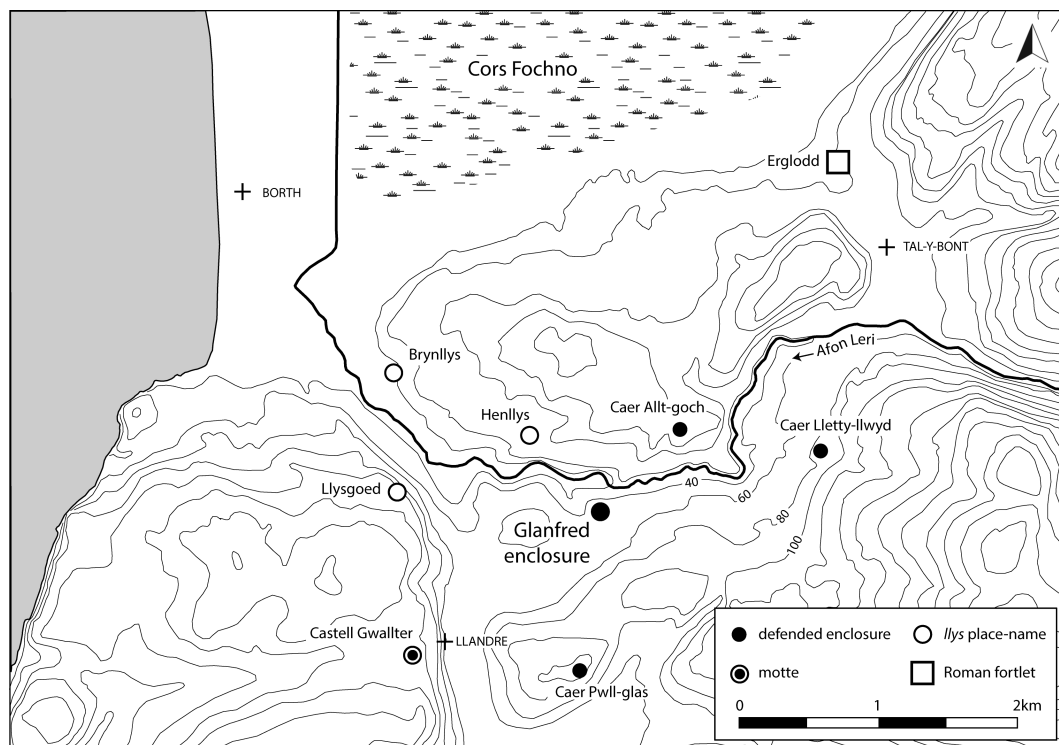 Cors Fochno
Erglodd
BORTH
TAL-Y-BONT
Afon Leri
Brynllys
Henllys
Caer Allt-goch
Caer Lletty-llwyd
Llysgoed
40
60
80
100
Glanfred
enclosure
Castell Gwallter
LLANDRE
Caer Pwll-glas
defended enclosure
llys place-name
motte
Roman fortlet
0 1 2km